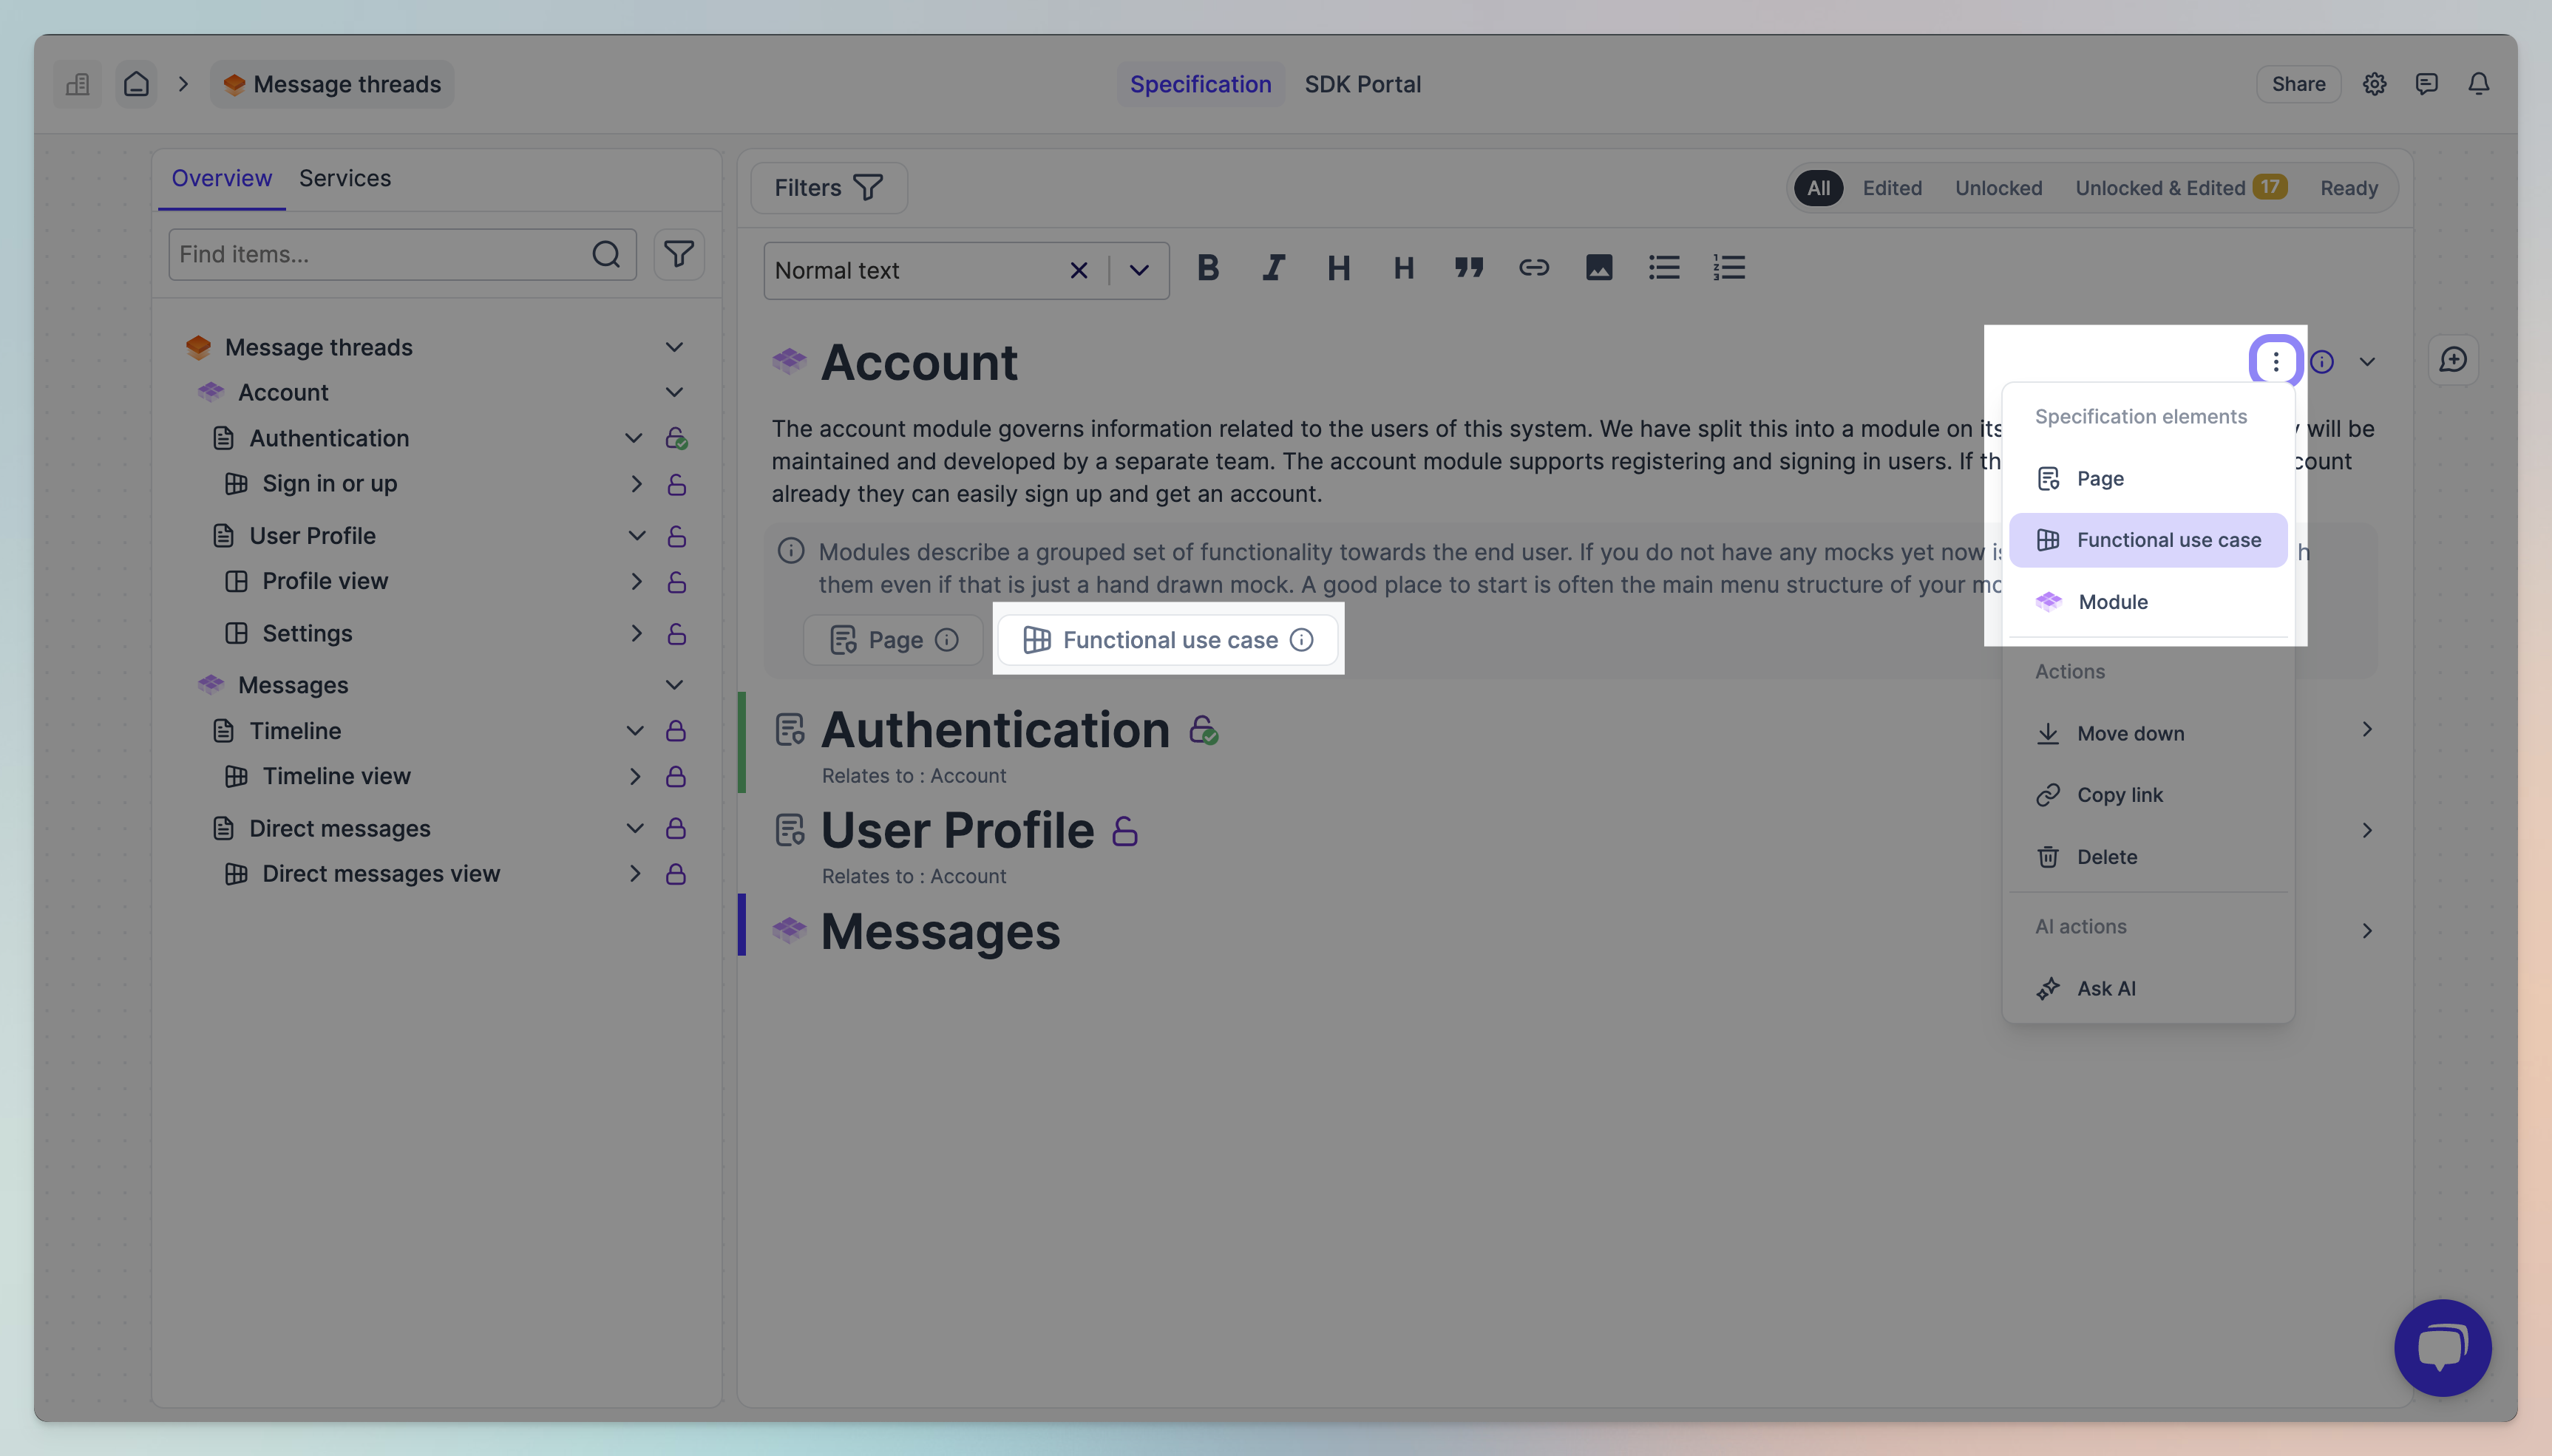 Message threads
Specification
SDK Portal
Share
Overview
Services
Find items...
Message threads
Account
Authentication
Sign in or up
User Profile
Profile view
Settings
Messages
Timeline
Timeline view
Direct messages
Direct messages view
Filters
All
Edited
Unlocked
Unlocked & Edited 17
Ready
Normal text
B I H H
Account
The account module governs information related to the users of this system. We have split this into a module on its will be
maintained and developed by a separate team. The account module supports registering and signing in users. If th count
already they can easily sign up and get an account.
Modules describe a grouped set of functionality towards the end user. If you do not have any mocks yet now is h
them even if that is just a hand drawn mock. A good place to start is often the main menu structure of your mo
Page
Functional use case
Authentication
Relates to : Account
User Profile
Relates to : Account
Messages
Specification elements
Page
Functional use case
Module
Actions
Move down
Copy link
Delete
AI actions
Ask AI